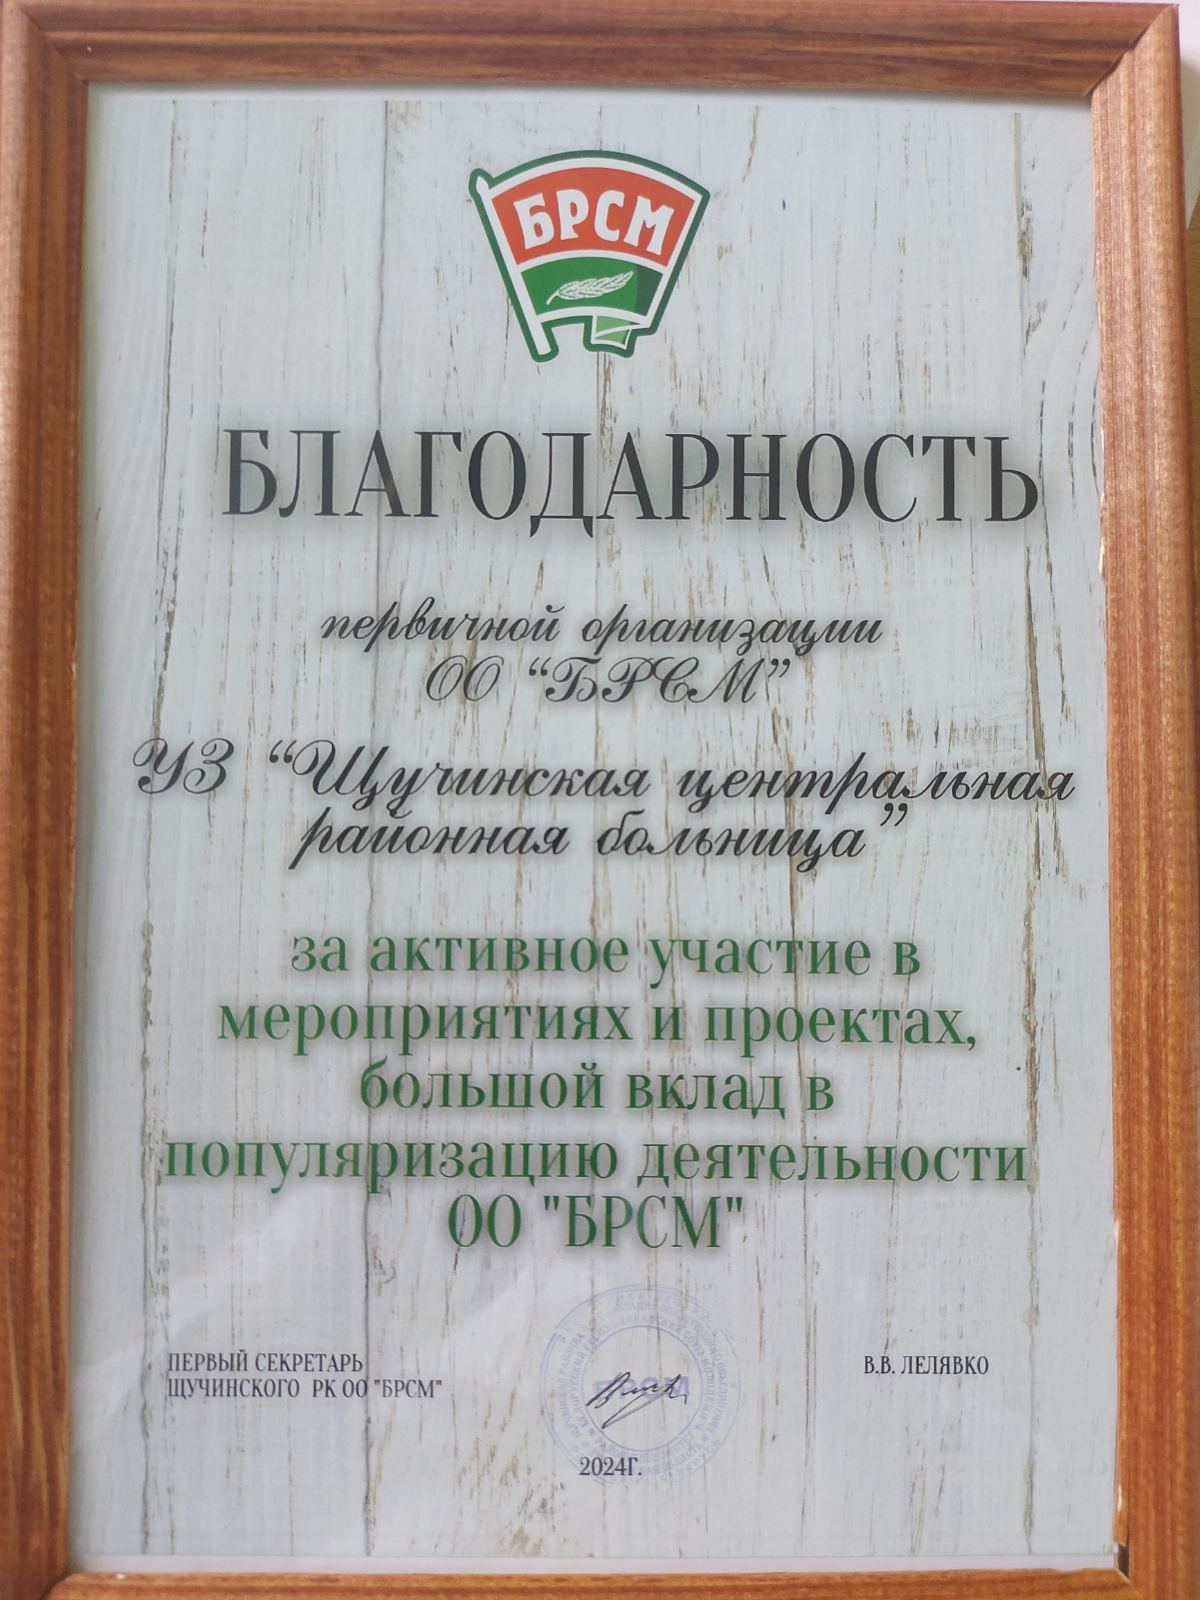 БРСМ
БЛАГОДАРНОСТЬ
первичной организации
ОО “БРСМ”
УЗ “Щучинская центральная
районная больница”
за активное участие в
мероприятиях и проектах,
большой вклад в
популяризацию деятельности
ОО "БРСМ"
ПЕРВЫЙ СЕКРЕТАРЬ
ЩУЧИНСКОГО РК ОО "БРСМ"
В.В. ЛЕЛЯВКО
БРСМ
2024Г.